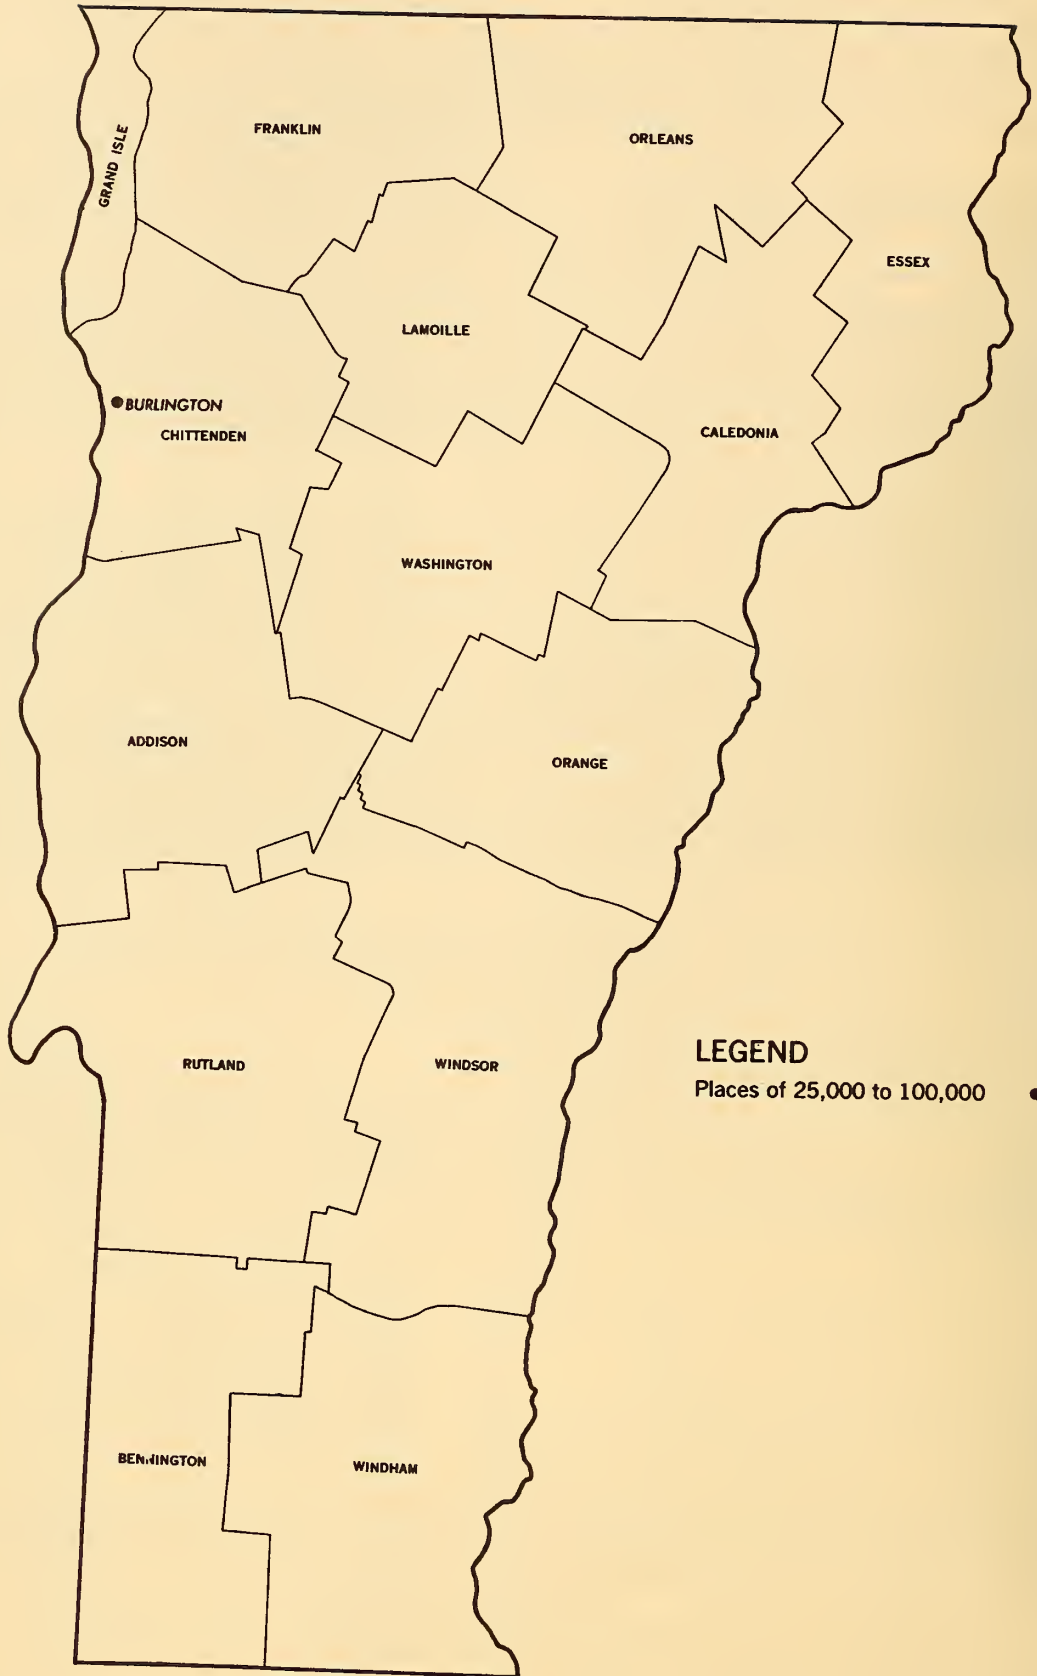 FRANKLIN
ORLEANS
GRAND ISLE
ESSEX
LAMOILLE
BURLINGTON
CHITTENDEN
CALEDONIA
WASHINGTON
ADDISON
ORANGE
LEGEND
Places of 25,000 to 100,000
RUTLAND
WINDSOR
BENNINGTON
WINDHAM